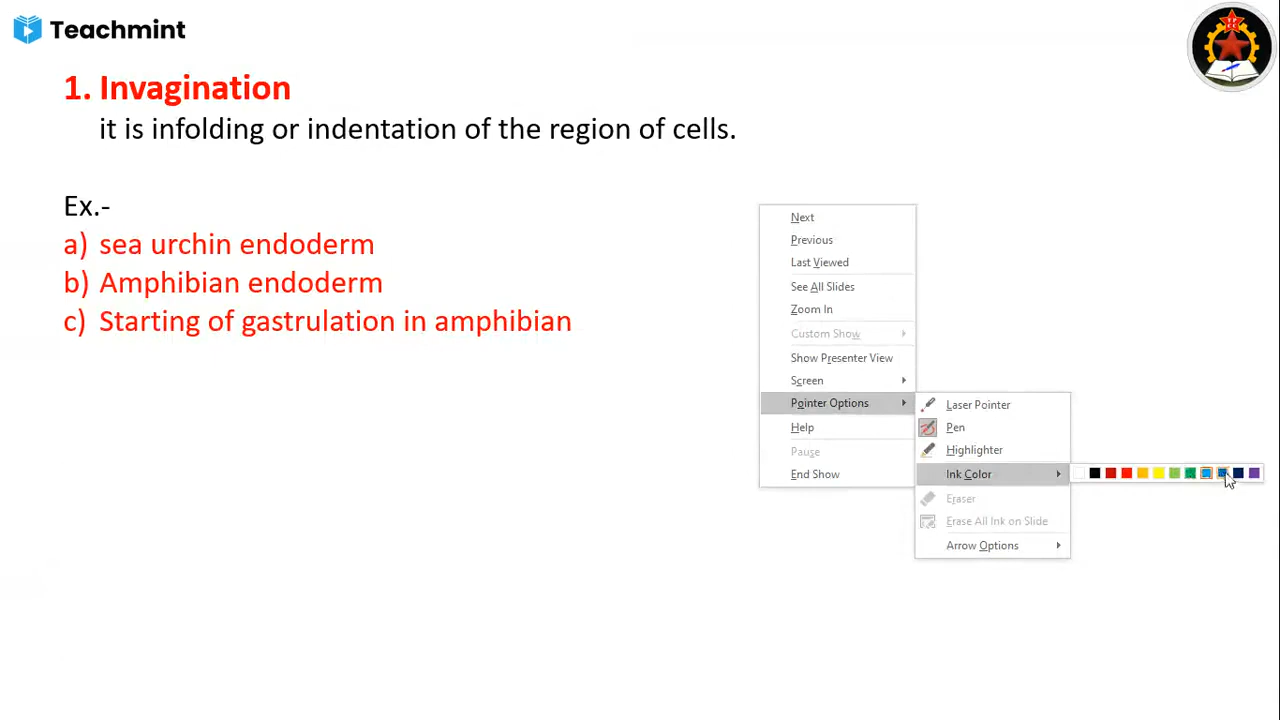 Teachmint
1. Invagination
it is infolding or indentation of the region of cells.
Ex.-
a) sea urchin endoderm
b) Amphibian endoderm
c) Starting of gastrulation in amphibian
Next
Previous
Last Viewed
See All Slides
Zoom In
Custom Show
Show Presenter View
Screen
Pointer Options
Help
Pause
End Show
Laser Pointer
Pen
Highlighter
Ink Color
Eraser
Erase All Ink on Slide
Arrow Options